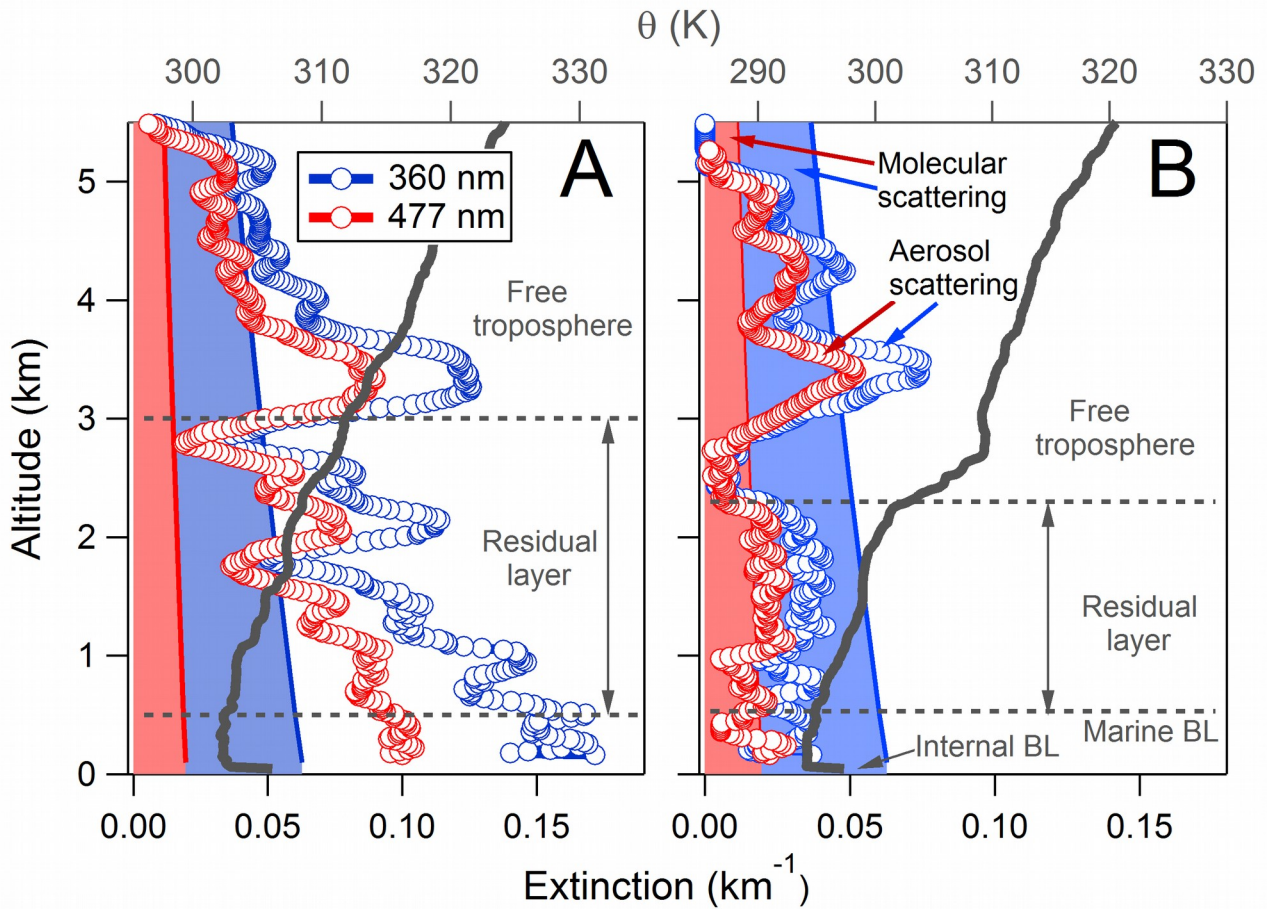 θ (K)
300 310 320 330
290 300 310 320 330
A
B
360 nm
477 nm
Molecular
scattering
Aerosol
scattering
Free
troposphere
Free
troposphere
Residual
layer
Residual
layer
Marine BL
Internal BL
Altitude (km)
5
4
3
2
1
0
0.00 0.05 0.10 0.15
0.00 0.05 0.10 0.15
Extinction (km⁻¹)